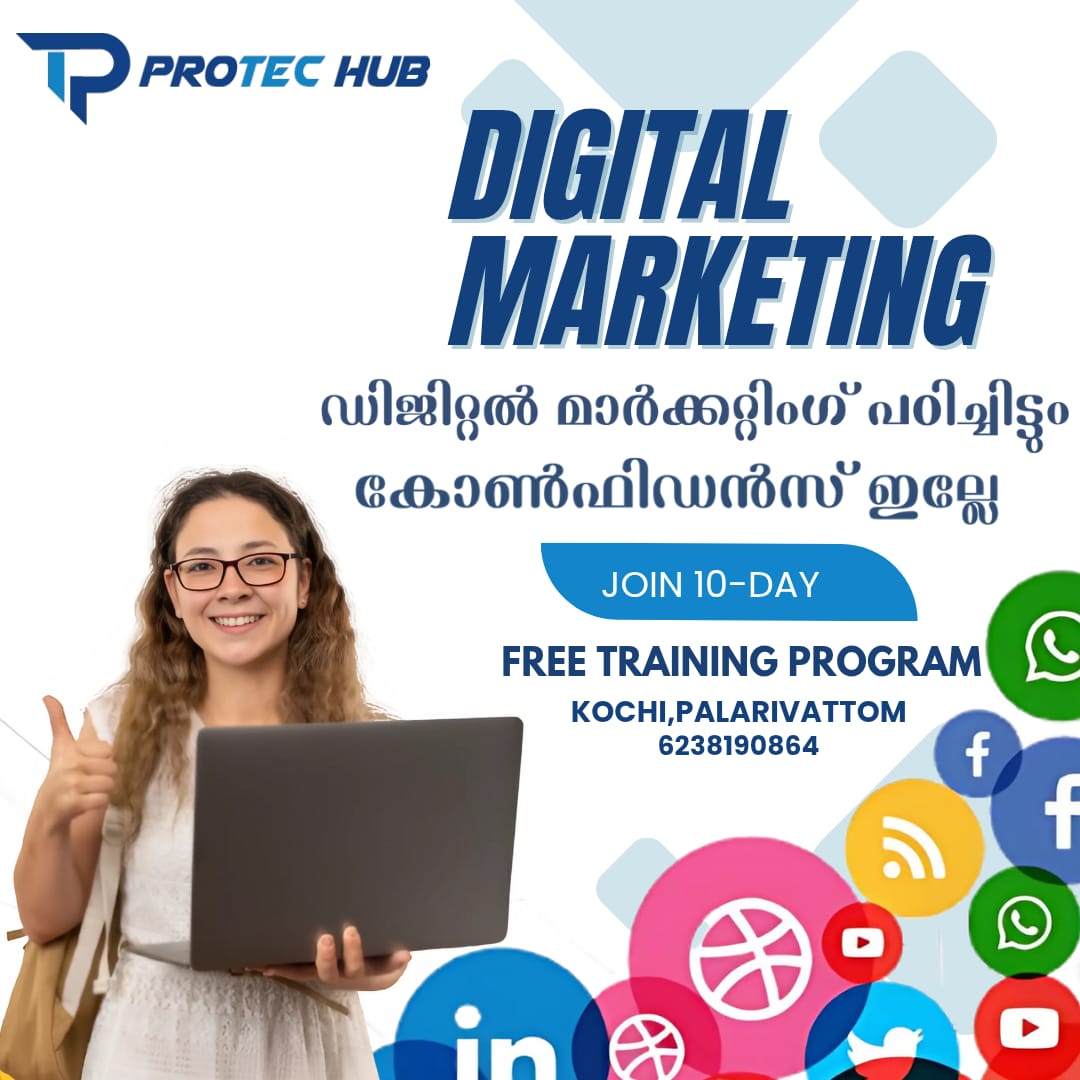 PROTEC HUB
DIGITAL
MARKETING
ഡിജിറ്റൽ മാർക്കറ്റിംഗ് പഠിച്ചിട്ടും
കോൺഫിഡൻസ് ഇല്ലേ
JOIN 10-DAY
FREE TRAINING PROGRAM
KOCHI,PALARIVATTOM
6238190864
in